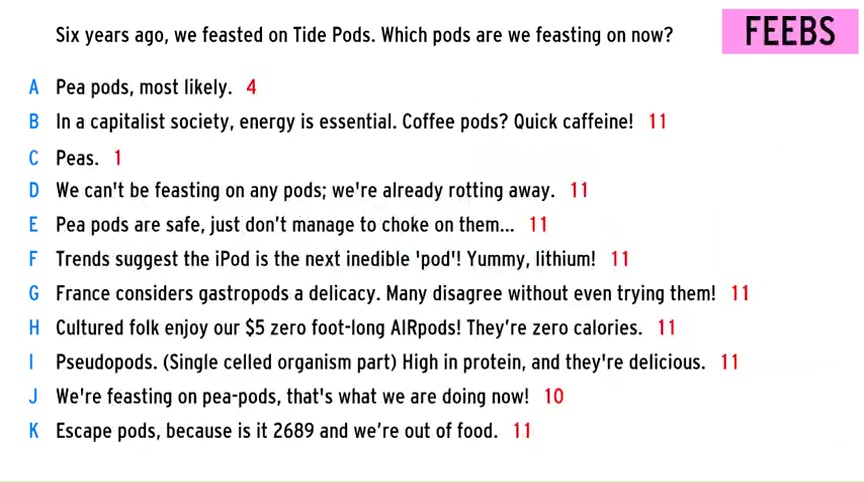 Six years ago, we feasted on Tide Pods. Which pods are we feasting on now?
FEEBS
A Pea pods, most likely. 4
B In a capitalist society, energy is essential. Coffee pods? Quick caffeine! 11
C Peas. 1
D We can't be feasting on any pods; we're already rotting away. 11
E Pea pods are safe, just don’t manage to choke on them... 11
F Trends suggest the iPod is the next inedible 'pod'! Yummy, lithium! 11
G France considers gastropods a delicacy. Many disagree without even trying them! 11
H Cultured folk enjoy our $5 zero foot-long AIRpods! They’re zero calories. 11
I Pseudopods. (Single celled organism part) High in protein, and they're delicious. 11
J We're feasting on pea-pods, that's what we are doing now! 10
K Escape pods, because is it 2689 and we’re out of food. 11